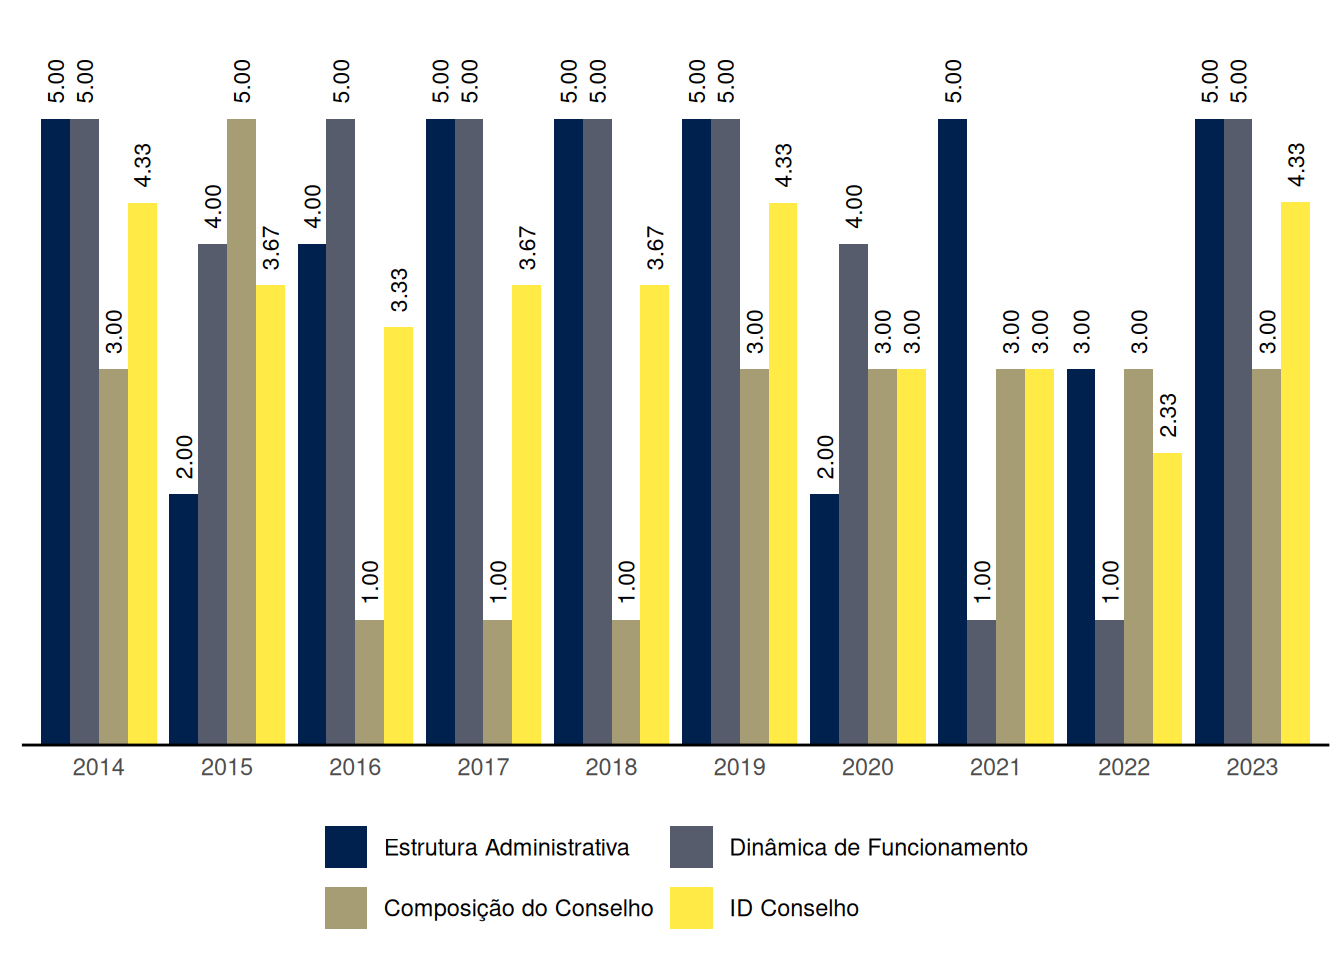 5.00 5.00 3.00 4.33 2.00 4.00 5.00 3.67 4.00 5.00 1.00 3.33 5.00 5.00 1.00 3.67 5.00 5.00 1.00 3.67 5.00 5.00 3.00 4.33 2.00 4.00 3.00 3.00 5.00 1.00 3.00 3.00 3.00 1.00 3.00 2.33 5.00 5.00 3.00 4.33
2014 2015 2016 2017 2018 2019 2020 2021 2022 2023
Estrutura Administrativa Dinâmica de Funcionamento
Composição do Conselho ID Conselho